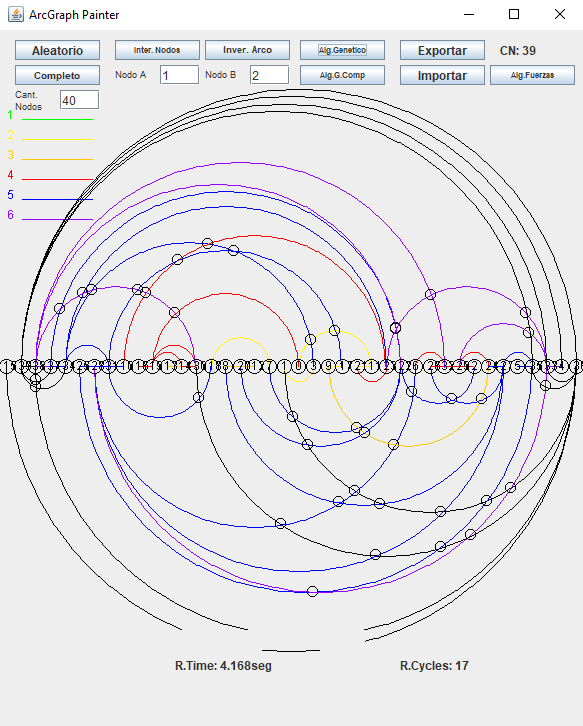 ArcGraph Painter
Aleatorio Inter. Nodos Inver. Arco Alg.Genetico Exportar CN: 39
Completo Nodo A 1 Nodo B 2 Alg.G.Comp Importar Alg.Fuerzas
Cant.
Nodos 40
1
2
3
4
5
6
R.Time: 4.168seg R.Cycles: 17